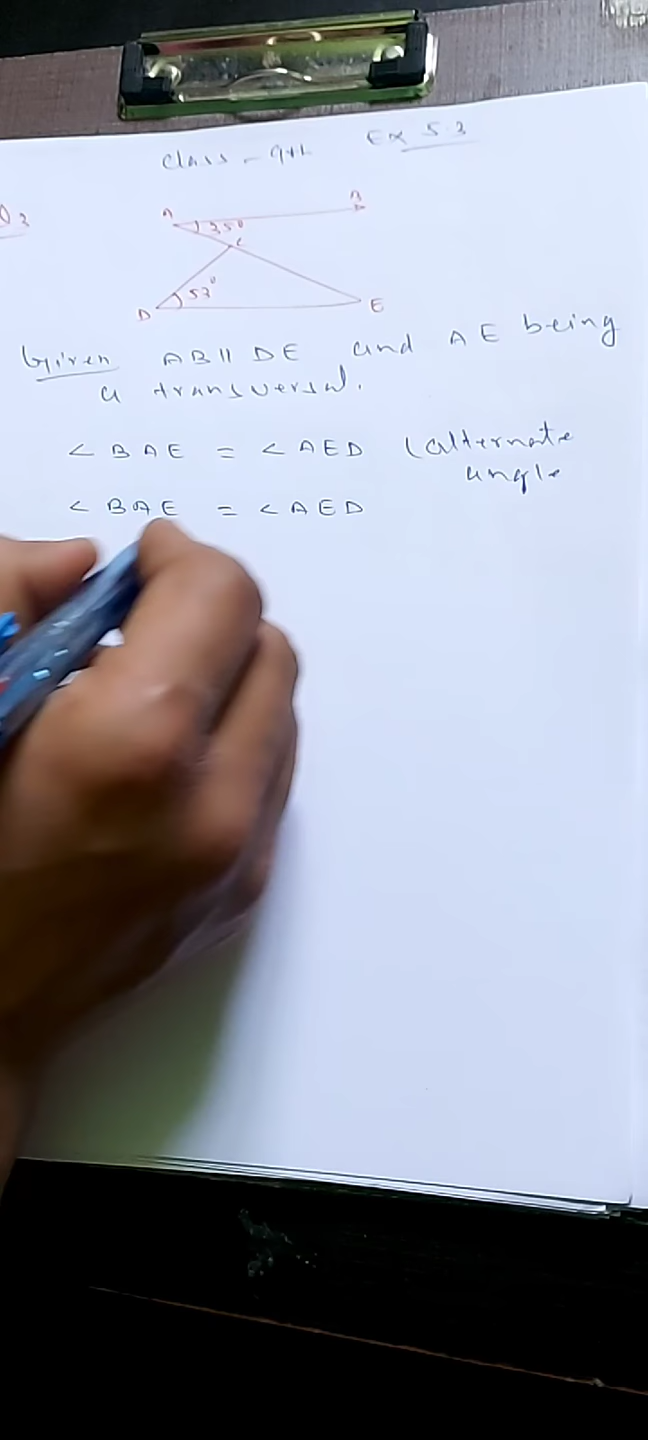 Class - 9th Ex 5.3
Q 3
A B
35°
C
53°
D E
Given AB || DE and AE being
a transversal.
< BAE = < AED (alternate
angle
< BAE = < AED